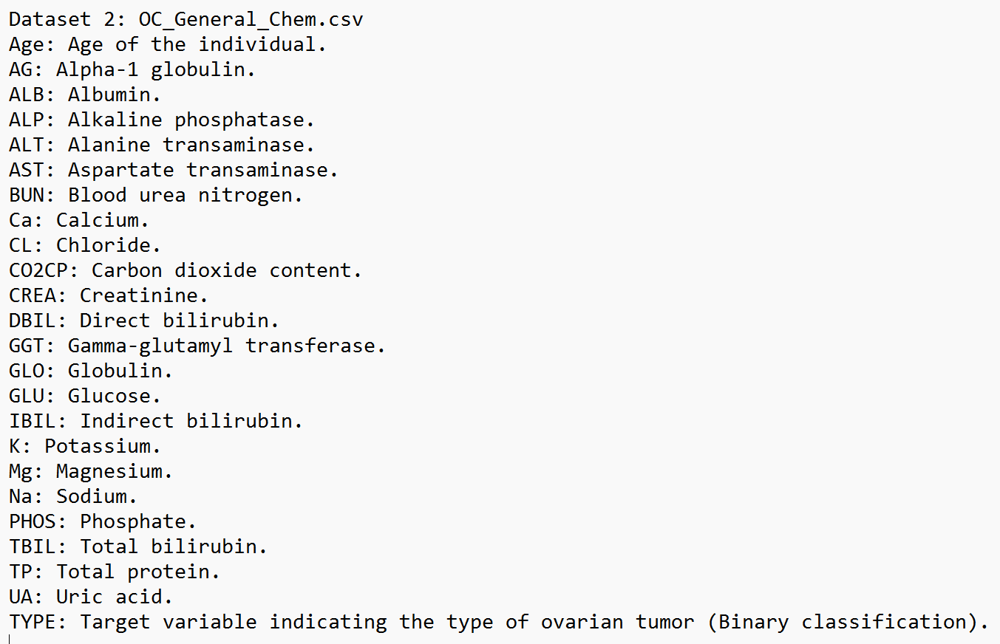 Dataset 2: OC_General_Chem.csv
Age: Age of the individual.
AG: Alpha-1 globulin.
ALB: Albumin.
ALP: Alkaline phosphatase.
ALT: Alanine transaminase.
AST: Aspartate transaminase.
BUN: Blood urea nitrogen.
Ca: Calcium.
CL: Chloride.
CO2CP: Carbon dioxide content.
CREA: Creatinine.
DBIL: Direct bilirubin.
GGT: Gamma-glutamyl transferase.
GLO: Globulin.
GLU: Glucose.
IBIL: Indirect bilirubin.
K: Potassium.
Mg: Magnesium.
Na: Sodium.
PHOS: Phosphate.
TBIL: Total bilirubin.
TP: Total protein.
UA: Uric acid.
TYPE: Target variable indicating the type of ovarian tumor (Binary classification).